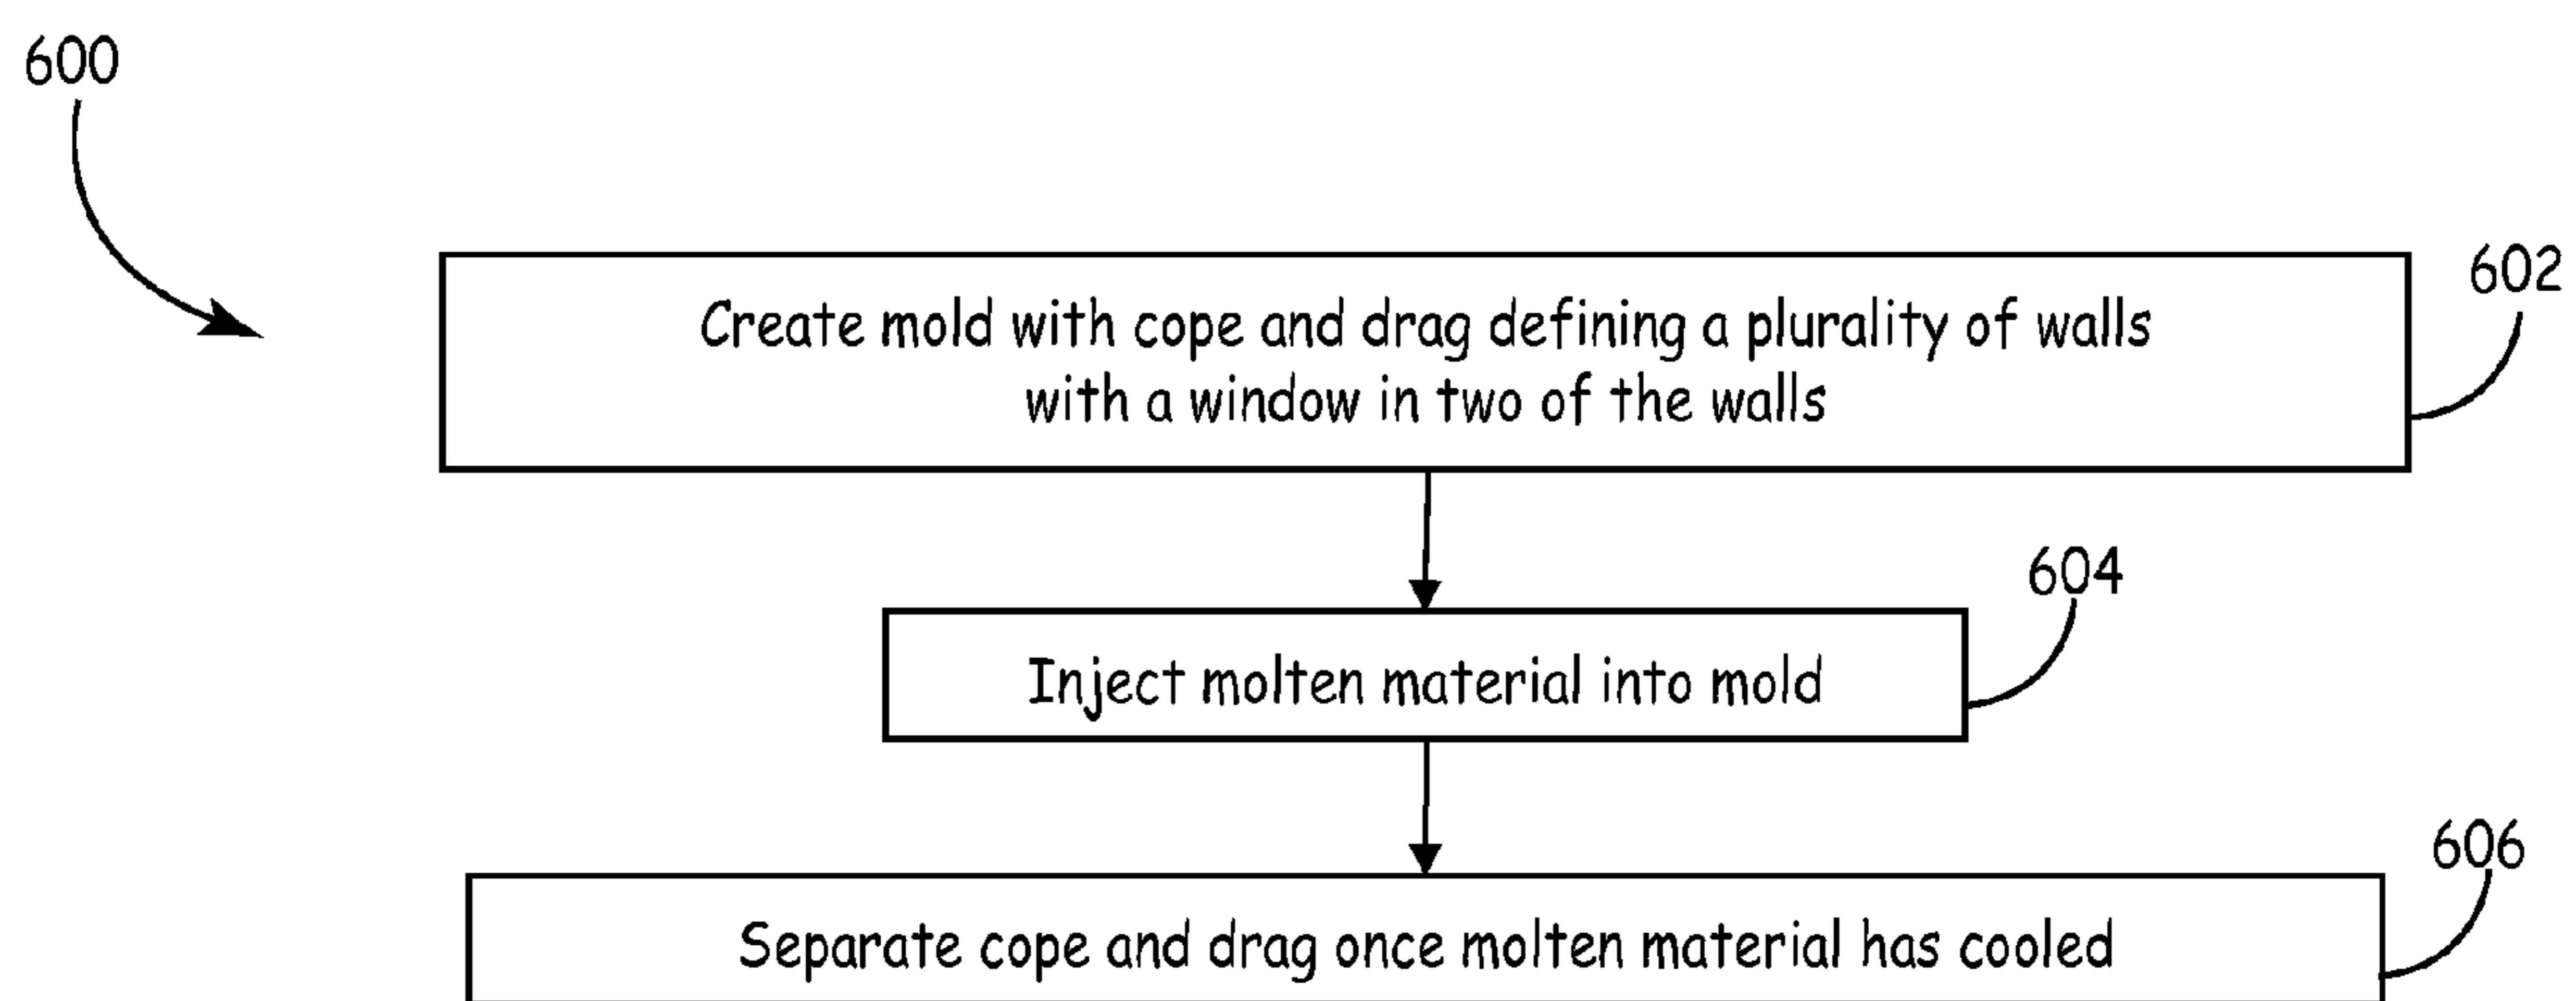 600
602
Create mold with cope and drag defining a plurality of walls
with a window in two of the walls
604
Inject molten material into mold
606
Separate cope and drag once molten material has cooled